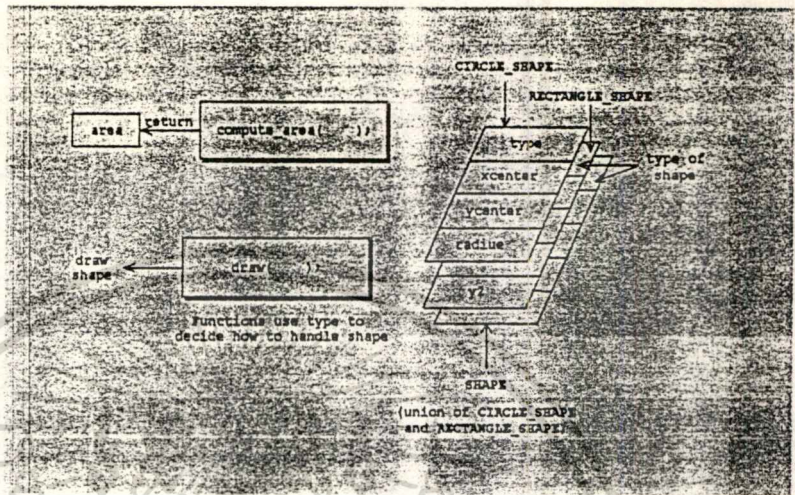 CIRCLE_SHAPE
RECTANGLE_SHAPE
area
return
compute_area( );
type
xcenter
ycenter
radius
y2
type of
shape
draw
shape
draw( );
Functions use type to
decide how to handle shape
SHAPE
(union of CIRCLE_SHAPE
and RECTANGLE_SHAPE)